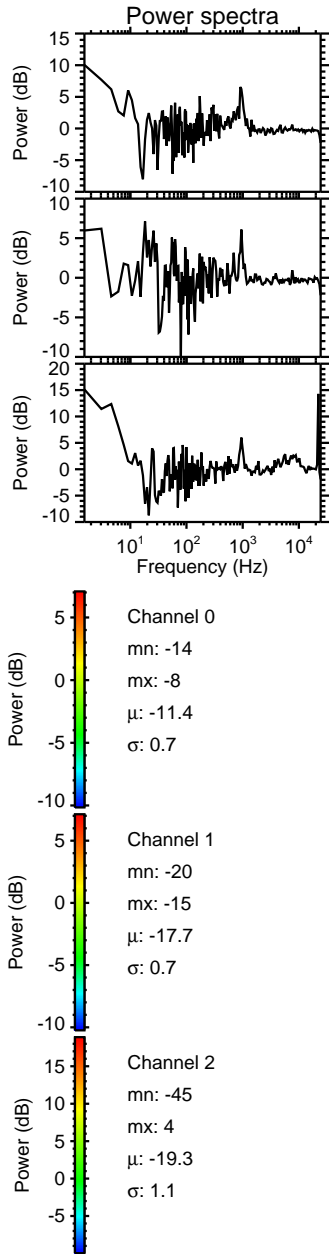 Power spectra
15
10
5
0
-5
-10
Power (dB)
10
5
0
-5
-10
Power (dB)
20
15
10
5
0
-5
-10
Power (dB)
10¹ 10² 10³ 10⁴
Frequency (Hz)
5
0
-5
-10
Power (dB)
Channel 0
mn: -14
mx: -8
μ: -11.4
σ: 0.7
5
0
-5
-10
Power (dB)
Channel 1
mn: -20
mx: -15
μ: -17.7
σ: 0.7
15
10
5
0
-5
Power (dB)
Channel 2
mn: -45
mx: 4
μ: -19.3
σ: 1.1